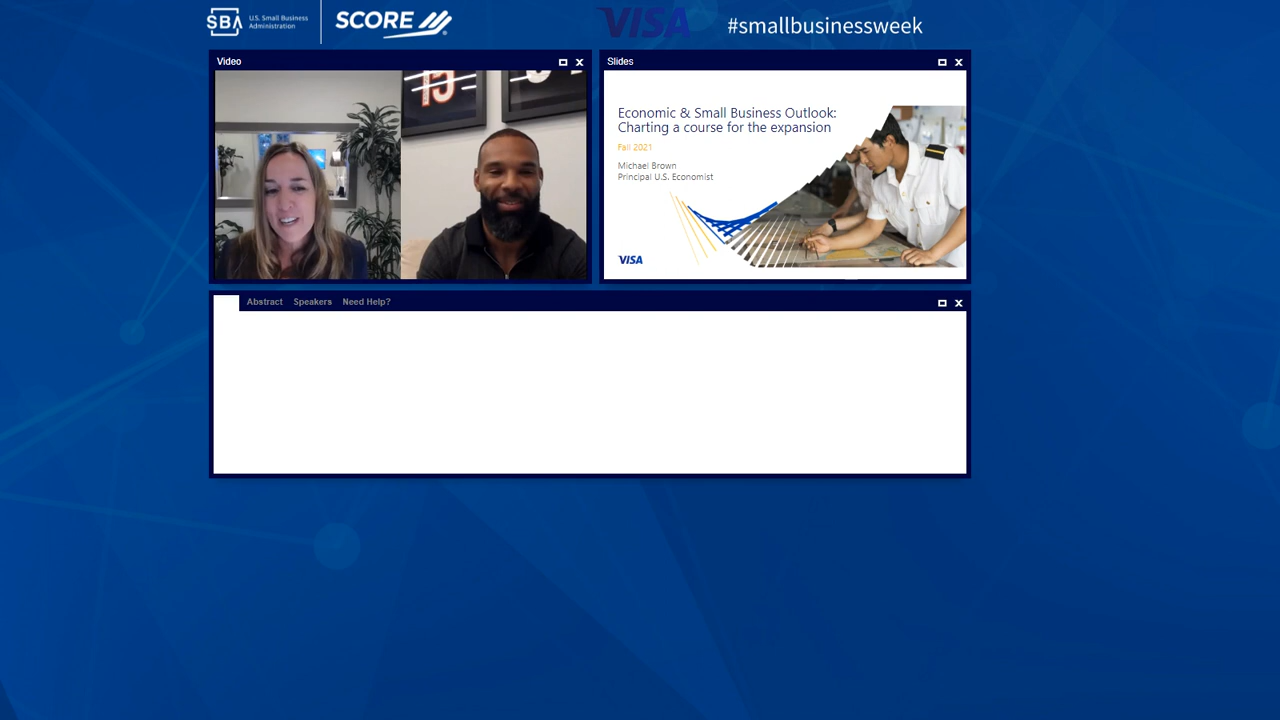 SBA
U.S. Small Business
Administration
SCORE
VISA
#smallbusinessweek
Video
Slides
15
Economic & Small Business Outlook:
Charting a course for the expansion
Fall 2021
Michael Brown
Principal U.S. Economist
VISA
Abstract
Speakers
Need Help?